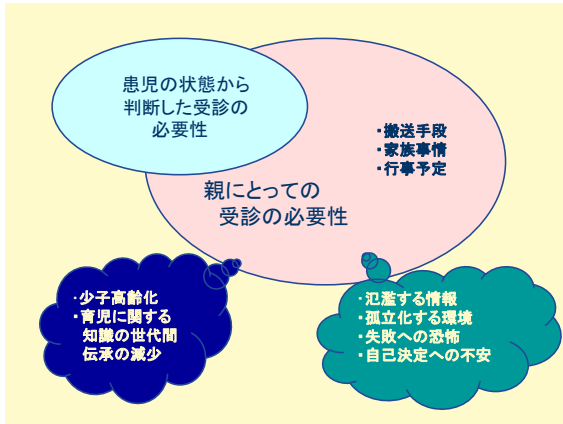 患児の状態から
判断した受診の
必要性
・搬送手段
・家族事情
・行事予定
親にとっての
受診の必要性
・少子高齢化
・育児に関する
知識の世代間
伝承の減少
・氾濫する情報
・孤立化する環境
・失敗への恐怖
・自己決定への不安